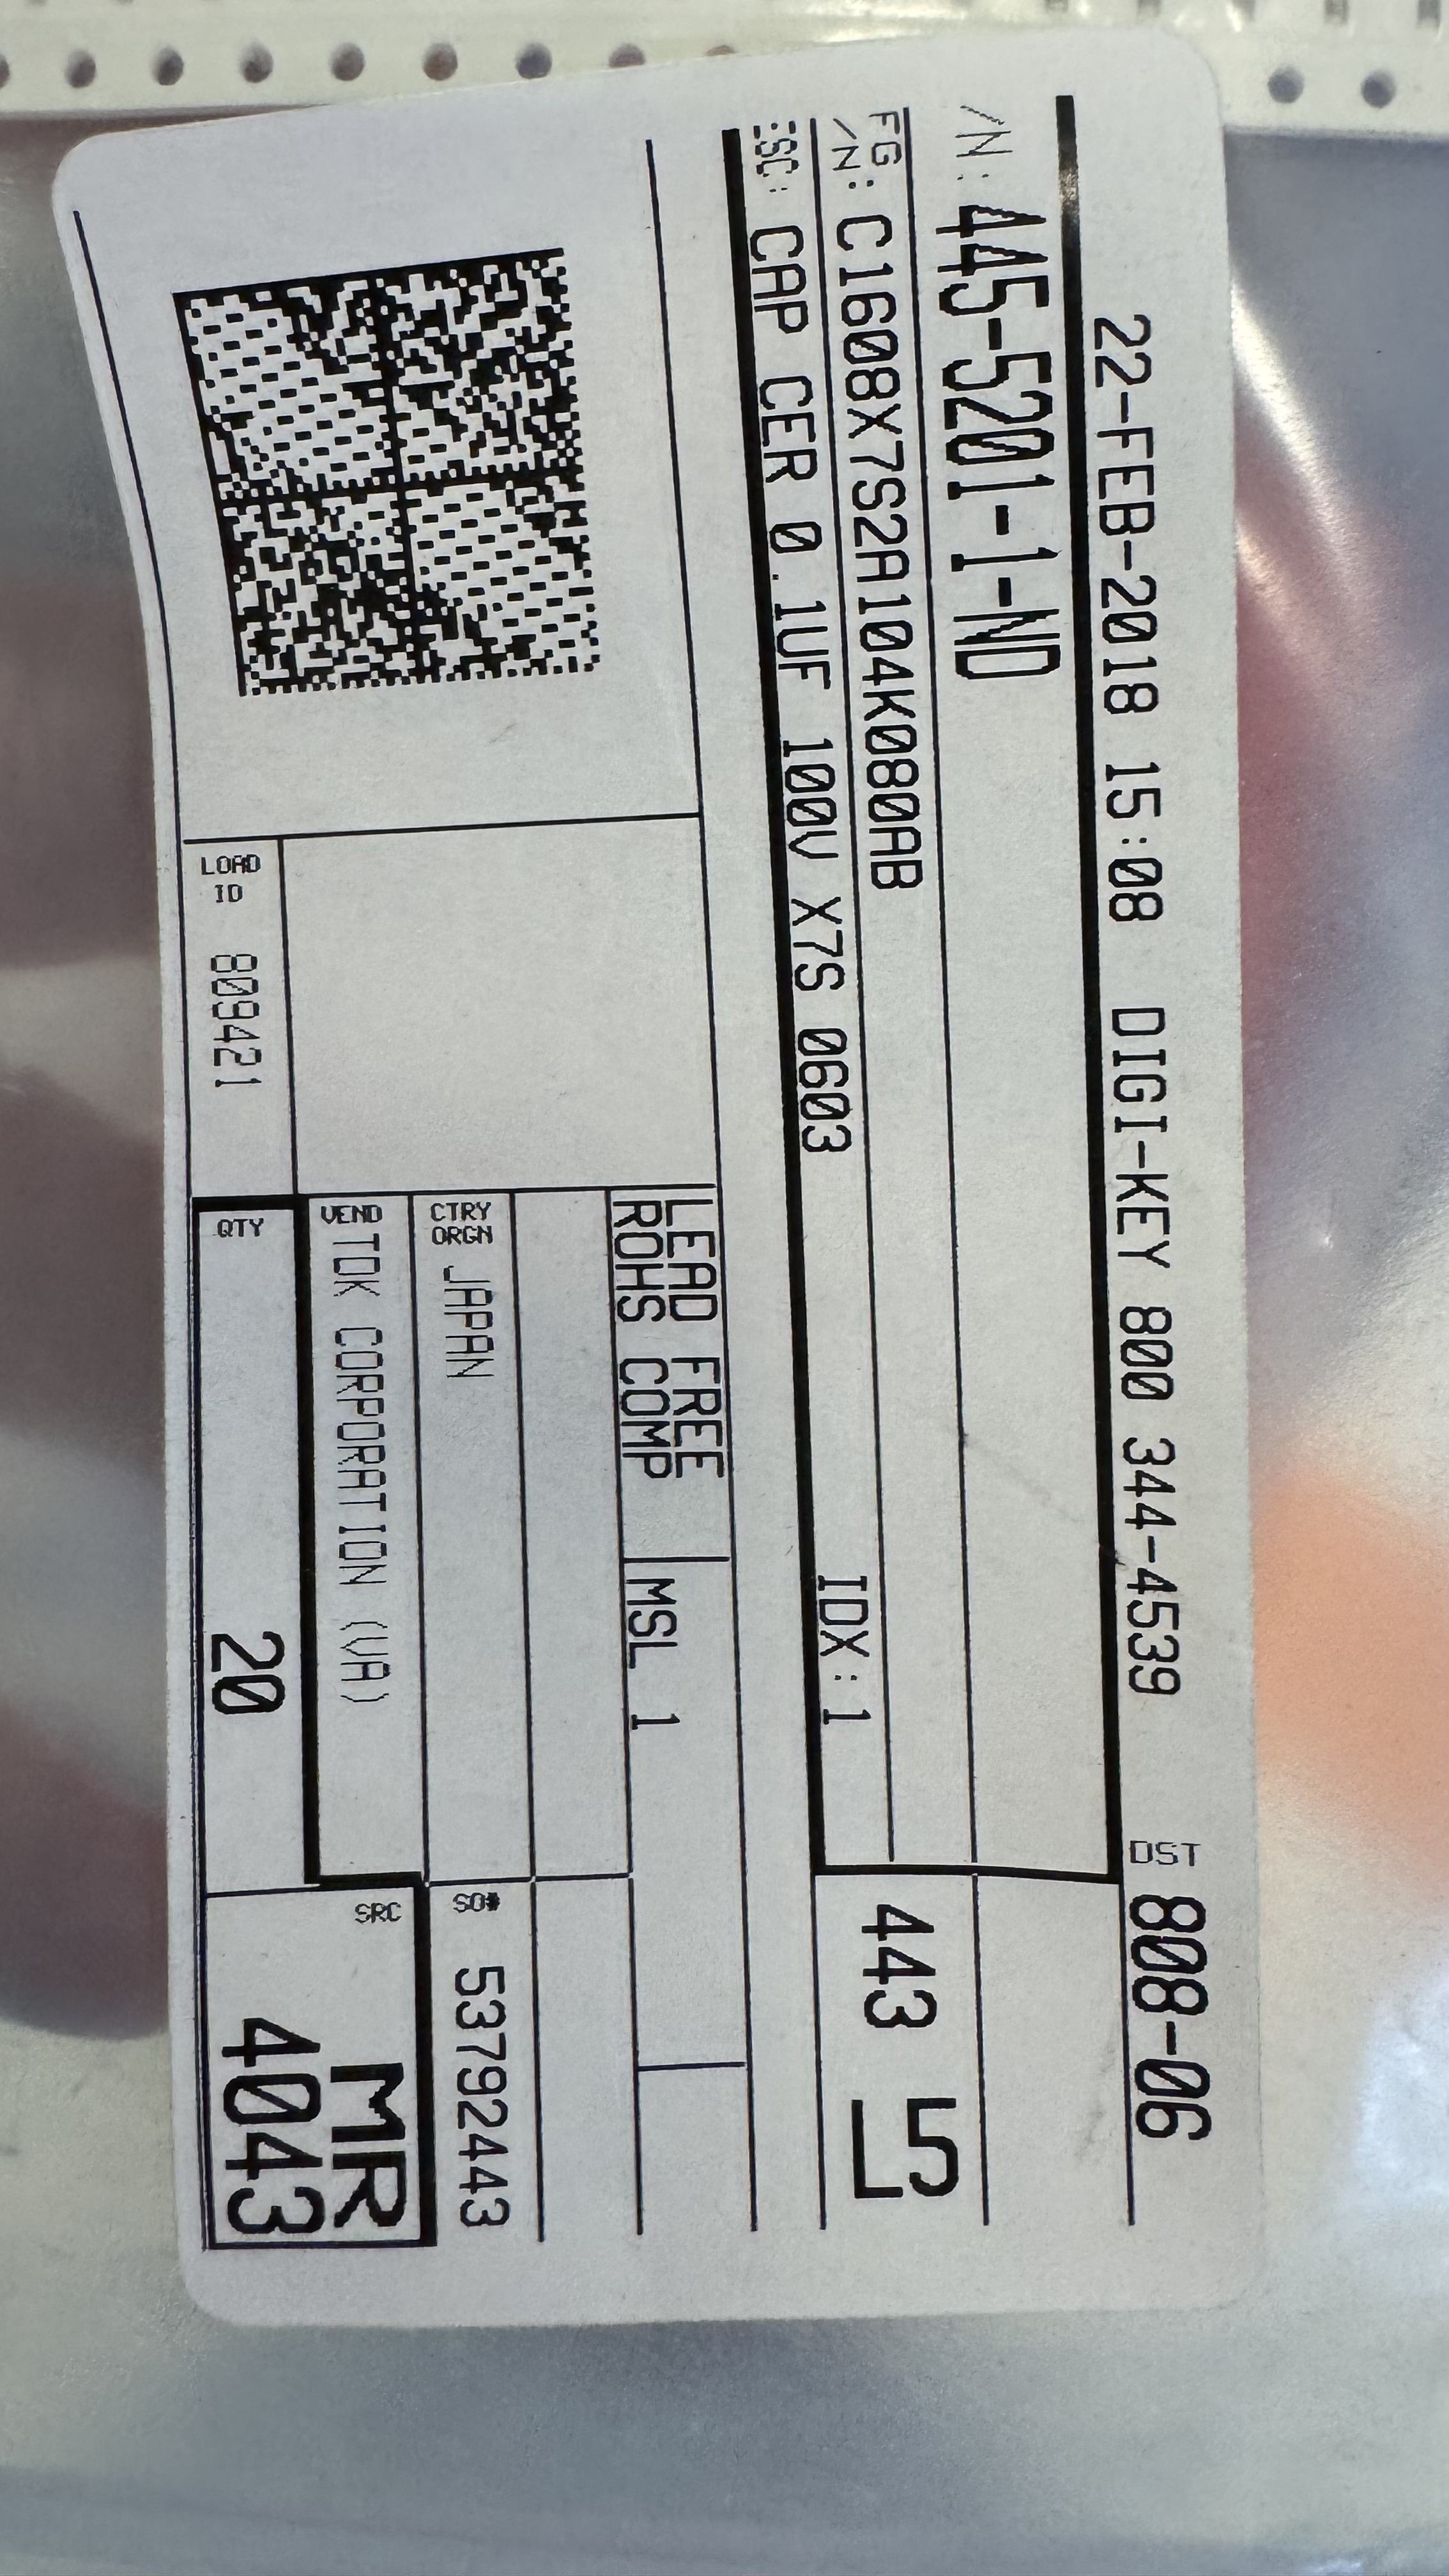 22-FEB-2018 15:08 DIGI-KEY 800 344-4539 DST 808-06
/N: 445-5201-1-ND
FG
/N: C1608X7S2A104K080AB
443 L5
ESC: CAP CER 0.1UF 100V X7S 0603 IDX:1
LEAD FREE
ROHS COMP
MSL 1
CTRY
ORGN JAPAN
SO# 53792443
VEND TDK CORPORATION (VA)
LOAD
ID 809421
QTY 20
SRC MR
4043